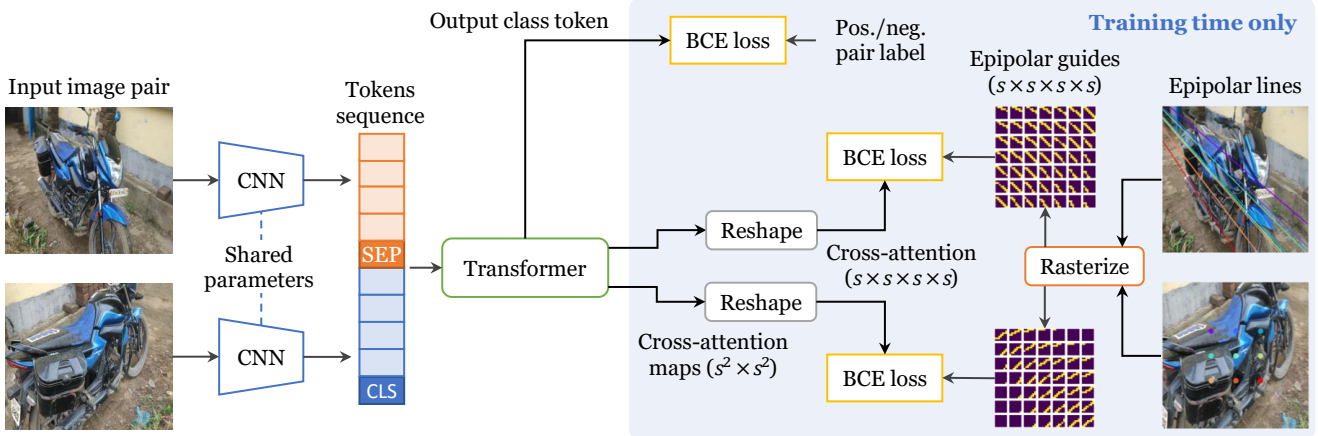 Output class token
Training time only
BCE loss
Pos./neg.
pair label
Input image pair
Tokens
sequence
Epipolar guides
(s×s×s×s)
Epipolar lines
CNN
BCE loss
Reshape
SEP
Shared
parameters
Transformer
Cross-attention
(s×s×s×s)
Rasterize
Reshape
CNN
Cross-attention
maps (s²×s²)
BCE loss
CLS